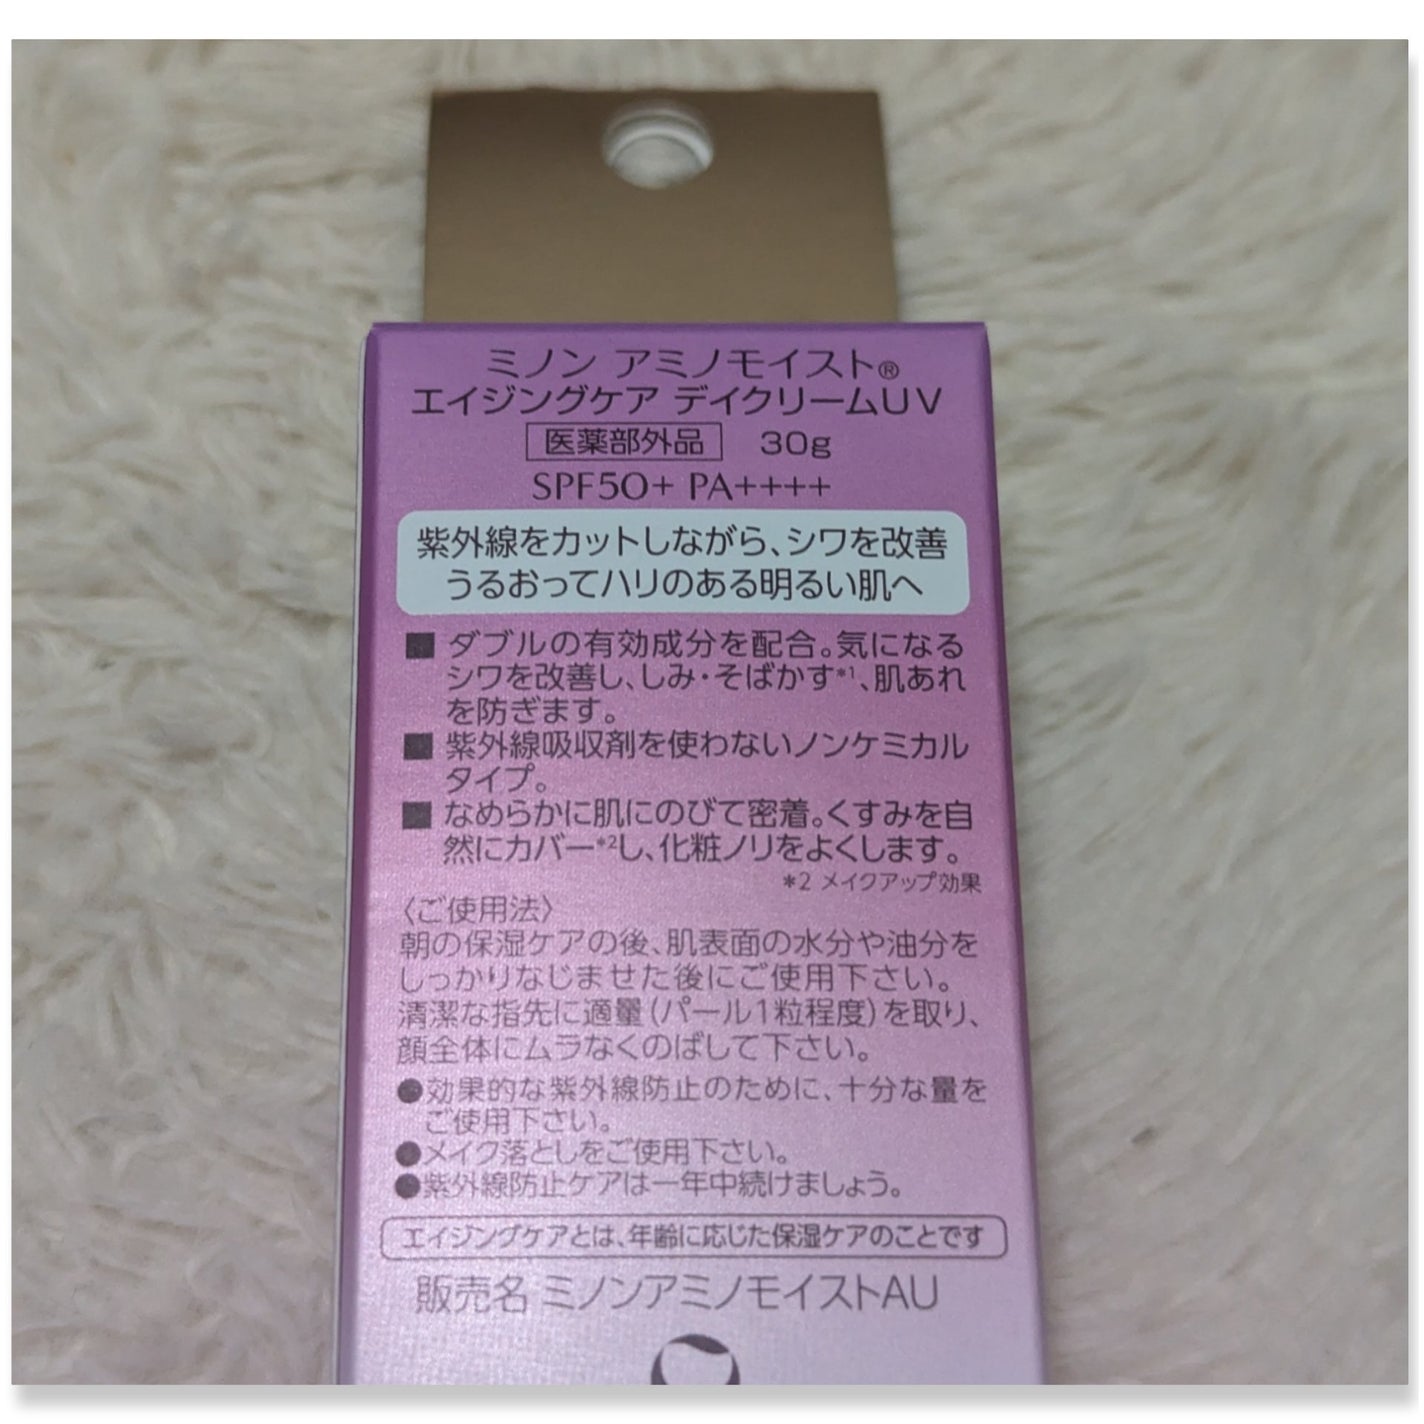 ミノン アミノモイスト®
エイジングケア デイクリームUV
医薬部外品 30g
SPF50+ PA++++
紫外線をカットしながら、シワを改善
うるおってハリのある明るい肌へ
■ ダブルの有効成分を配合。気になる
シワを改善し、しみ・そばかす*1、肌あれ
を防ぎます。
■ 紫外線吸収剤を使わないノンケミカル
タイプ。
■ なめらかに肌にのびて密着。くすみを自
然にカバー*2し、化粧ノリをよくします。
*2 メイクアップ効果
〈ご使用法〉
朝の保湿ケアの後、肌表面の水分や油分を
しっかりなじませた後にご使用下さい。
清潔な指先に適量(パール1粒程度)を取り、
顔全体にムラなくのばして下さい。
●効果的な紫外線防止のために、十分な量を
ご使用下さい。
●メイク落としをご使用下さい。
●紫外線防止ケアは一年中続けましょう。
エイジングケアとは、年齢に応じた保湿ケアのことです
販売名 ミノンアミノモイストAU